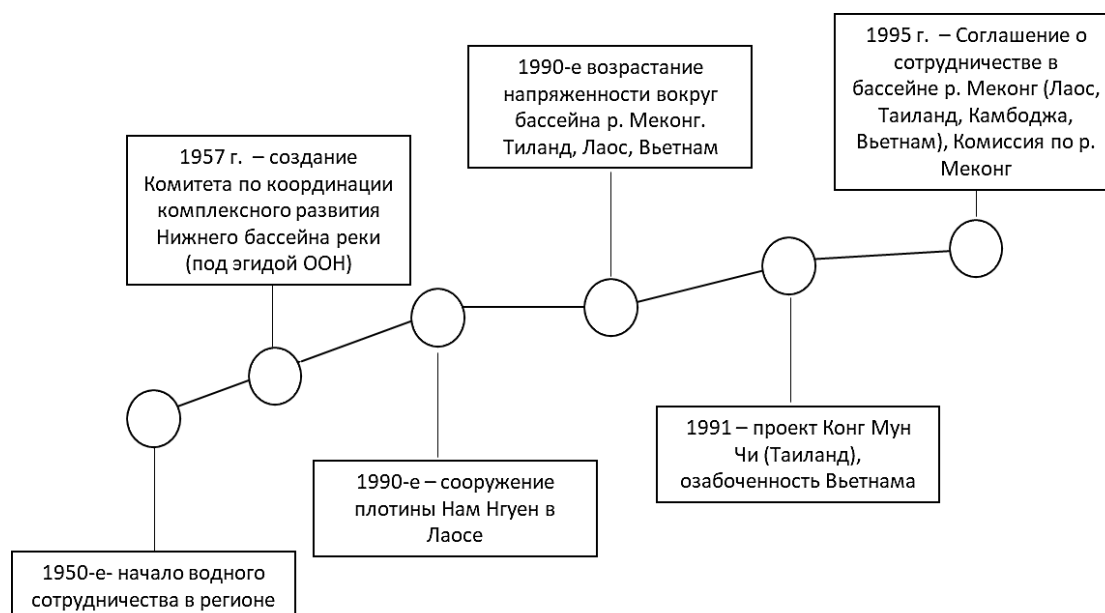 1995 г.  – Соглашение о
сотрудничестве в
бассейне р. Меконг (Лаос,
Таиланд, Камбоджа,
Вьетнам), Комиссия по р.
Меконг
1990-е возрастание
напряженности вокруг
бассейна р. Меконг.
Тиланд, Лаос, Вьетнам
1957 г.  – создание
Комитета по координации
комплексного развития
Нижнего бассейна реки
(под эгидой ООН)
1991 – проект Конг Мун
Чи (Таиланд),
озабоченность Вьетнама
1990-е – сооружение
плотины Нам Нгуен в
Лаосе
1950-е- начало водного
сотрудничества в регионе